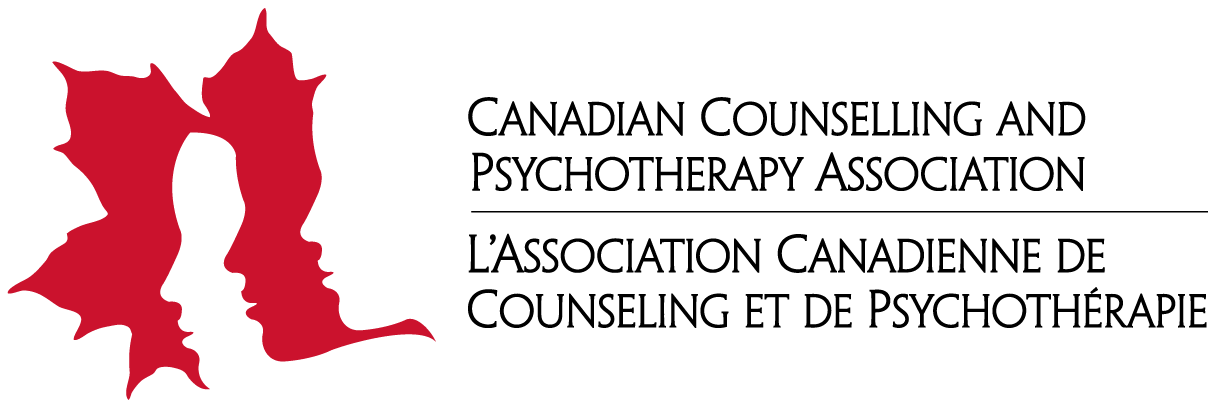 Canadian Counselling and
Psychotherapy Association
L'Association Canadienne de
Counseling et de Psychothérapie